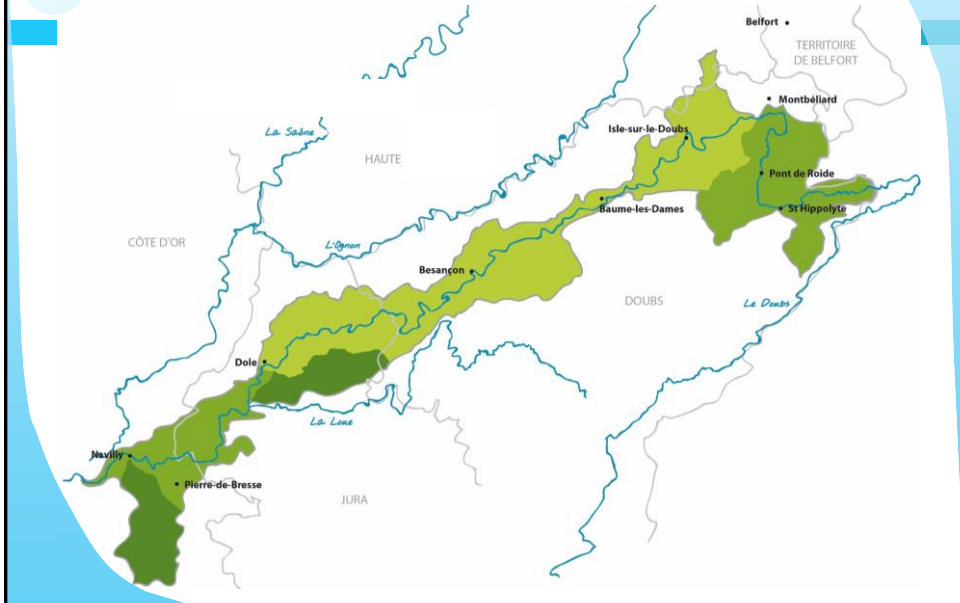 Belfort
TERRITOIRE
DE BELFORT
Montbéliard
Isle-sur-le-Doubs
La Saône
HAUTE
Pont de Roide
Baume-les-Dames
St Hippolyte
CÔTE D'OR
L'Ognon
Besançon
DOUBS
Le Doubs
Dole
La Loue
Navilly
Pierre-de-Bresse
JURA